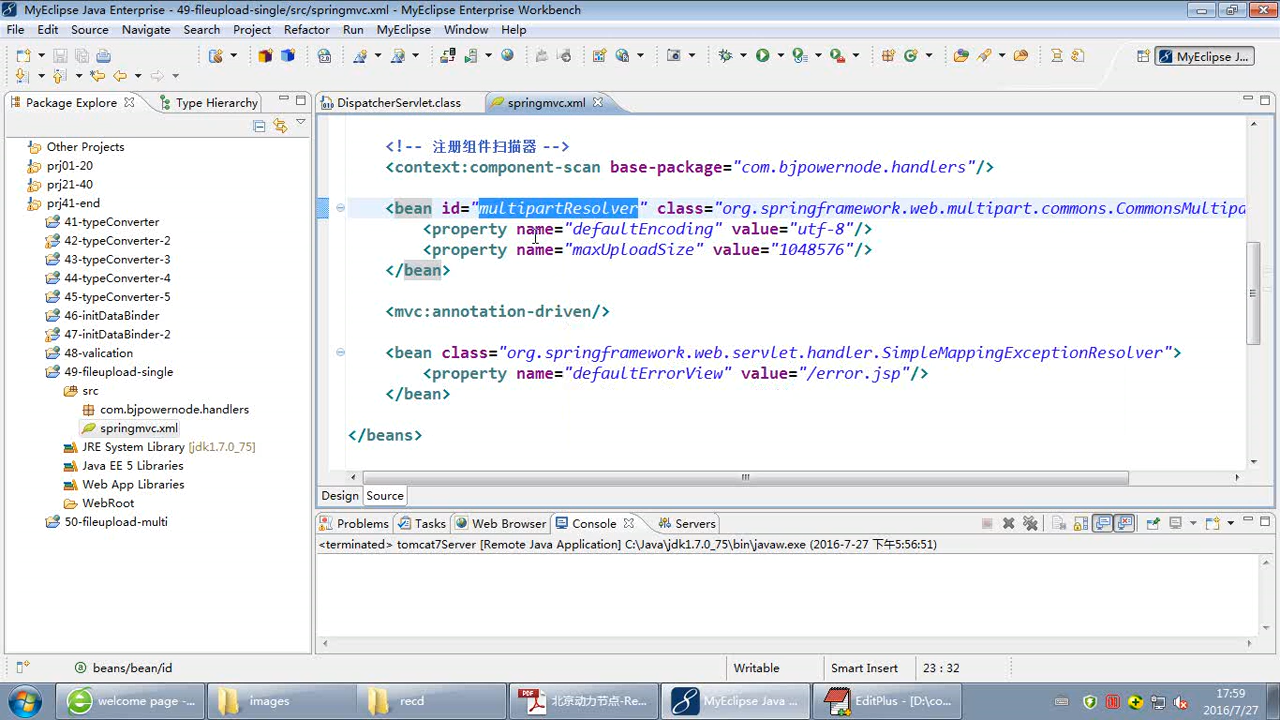 MyEclipse Java Enterprise - 49-fileupload-single/src/springmvc.xml - MyEclipse Enterprise Workbench
File Edit Source Navigate Search Project Refactor Run MyEclipse Window Help
MyEclipse J...
Package Explore
Type Hierarchy
Other Projects
prj01-20
prj21-40
prj41-end
41-typeConverter
42-typeConverter-2
43-typeConverter-3
44-typeConverter-4
45-typeConverter-5
46-initDataBinder
47-initDataBinder-2
48-valication
49-fileupload-single
src
com.bjpowernode.handlers
springmvc.xml
JRE System Library [jdk1.7.0_75]
Java EE 5 Libraries
Web App Libraries
WebRoot
50-fileupload-multi
DispatcherServlet.class
springmvc.xml
<!-- 注册组件扫描器 -->
<context:component-scan base-package="com.bjpowernode.handlers"/>
<bean id="multipartResolver" class="org.springframework.web.multipart.commons.CommonsMultipa
<property name="defaultEncoding" value="utf-8"/>
<property name="maxUploadSize" value="1048576"/>
</bean>
<mvc:annotation-driven/>
<bean class="org.springframework.web.servlet.handler.SimpleMappingExceptionResolver">
<property name="defaultErrorView" value="/error.jsp"/>
</bean>
</beans>
Design Source
Problems Tasks Web Browser Console Servers
<terminated> tomcat7Server [Remote Java Application] C:\Java\jdk1.7.0_75\bin\javaw.exe (2016-7-27 下午5:56:51)
beans/bean/id
Writable
Smart Insert
23 : 32
welcome page -...
images
recd
北京动力节点-Re...
MyEclipse Java ...
EditPlus - [D:\co...
17:59
2016/7/27